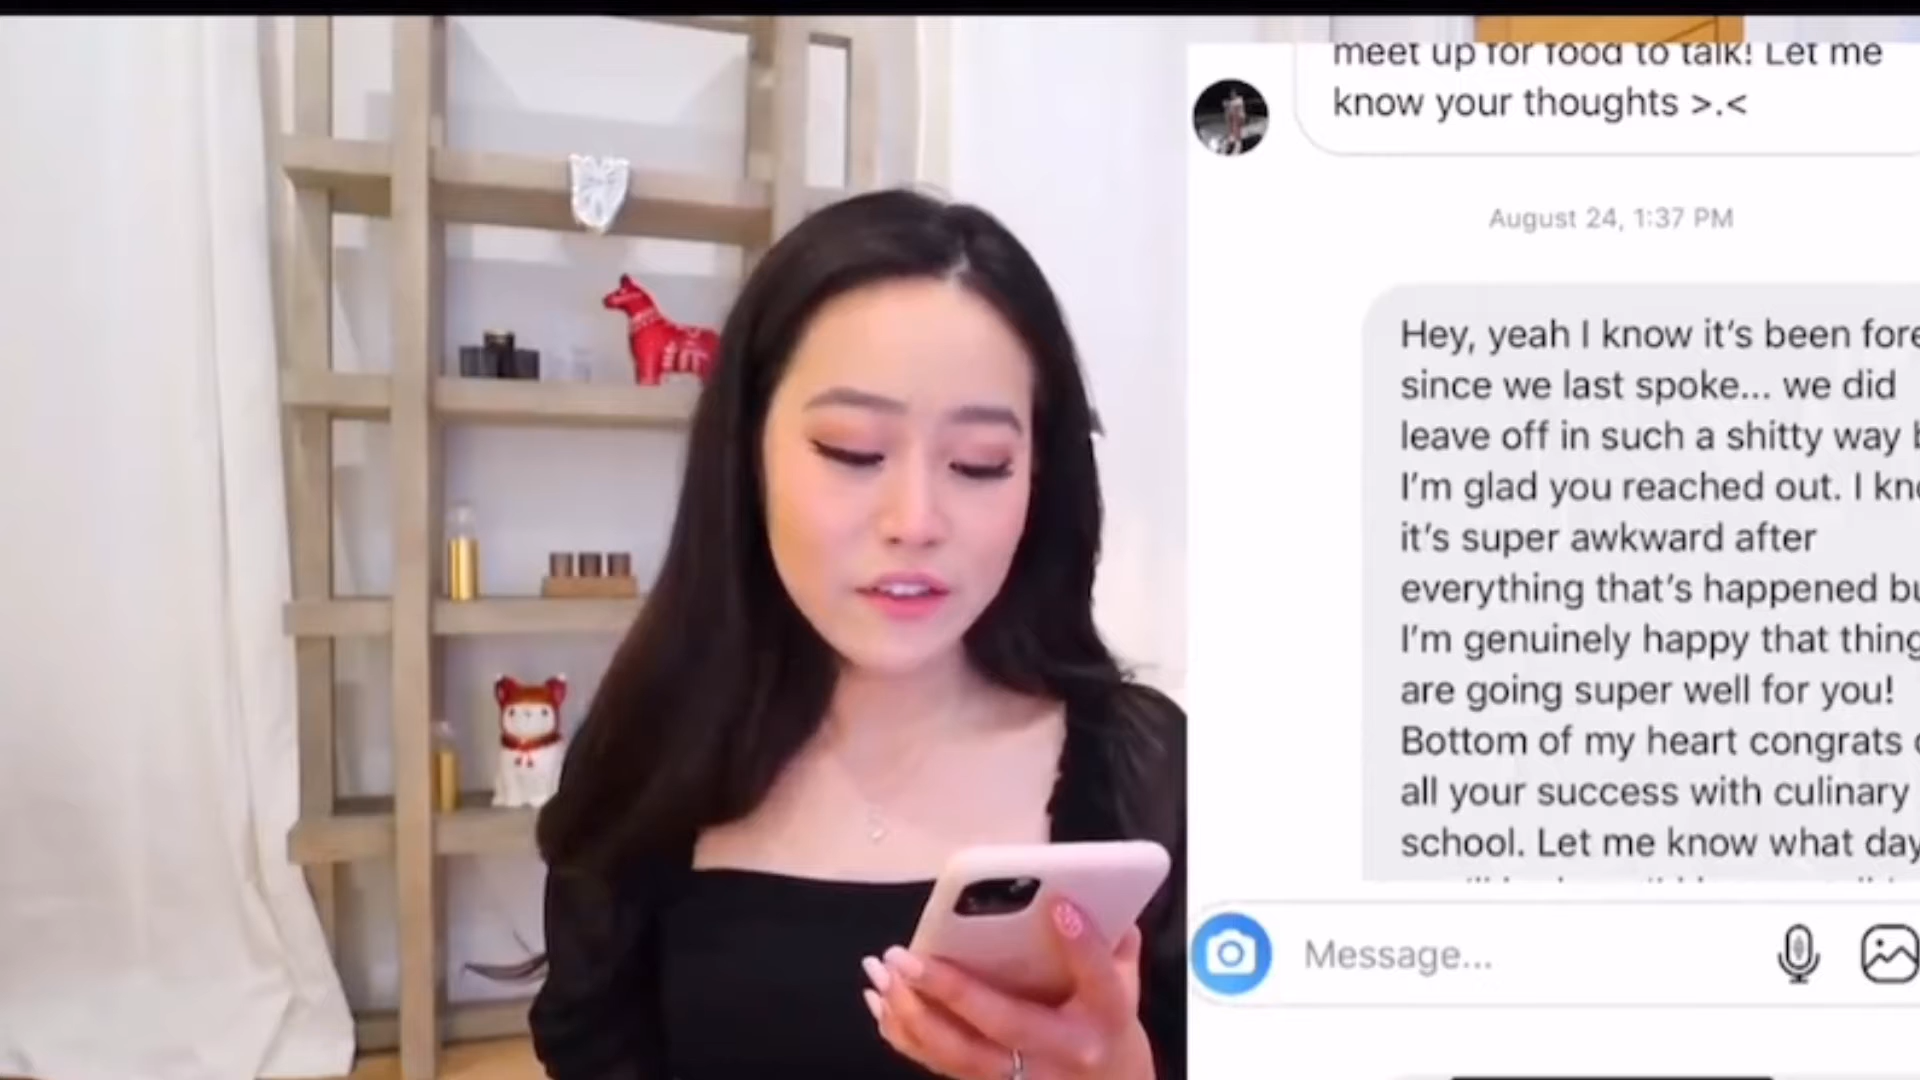 meet up for food to talk! Let me
know your thoughts >.<
August 24, 1:37 PM
Hey, yeah I know it's been
since we last spoke... we did
leave off in such a shitty way
I'm glad you reached out. I
it's super awkward after
everything that's happened
I'm genuinely happy that
are going super well for you!
Bottom of my heart congrats
all your success with culinary
school. Let me know what
Message...